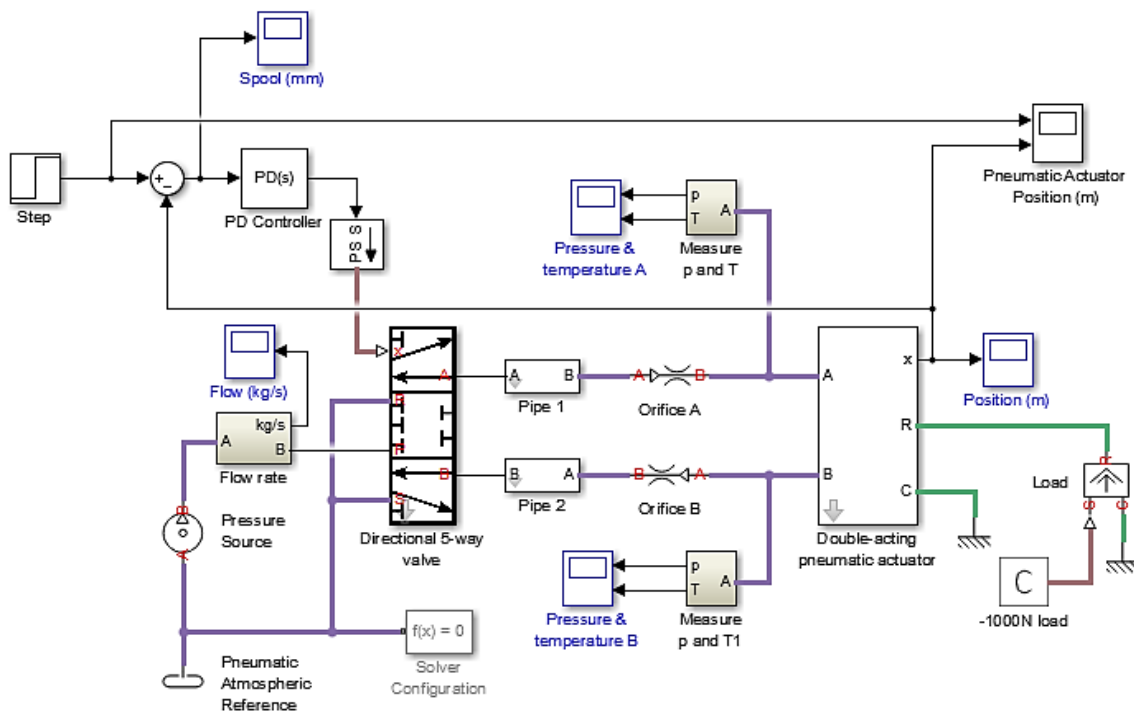 Spool (mm)
Step
+
-
PD(s)
PD Controller
PS S
Pneumatic Actuator
Position (m)
Pressure &
temperature A
p
T
A
Measure
p and T
Flow (kg/s)
A
kg/s
B
Flow rate
x
A
R
P
B
S
Directional 5-way
valve
A
B
Pipe 1
A
B
Orifice A
B
A
Pipe 2
B
A
Orifice B
A
B
x
R
C
Double-acting
pneumatic actuator
Position (m)
Load
R
S
C
C
-1000N load
B
A
Pressure
Source
Pressure &
temperature B
p
T
A
Measure
p and T1
f(x) = 0
Solver
Configuration
Pneumatic
Atmospheric
Reference